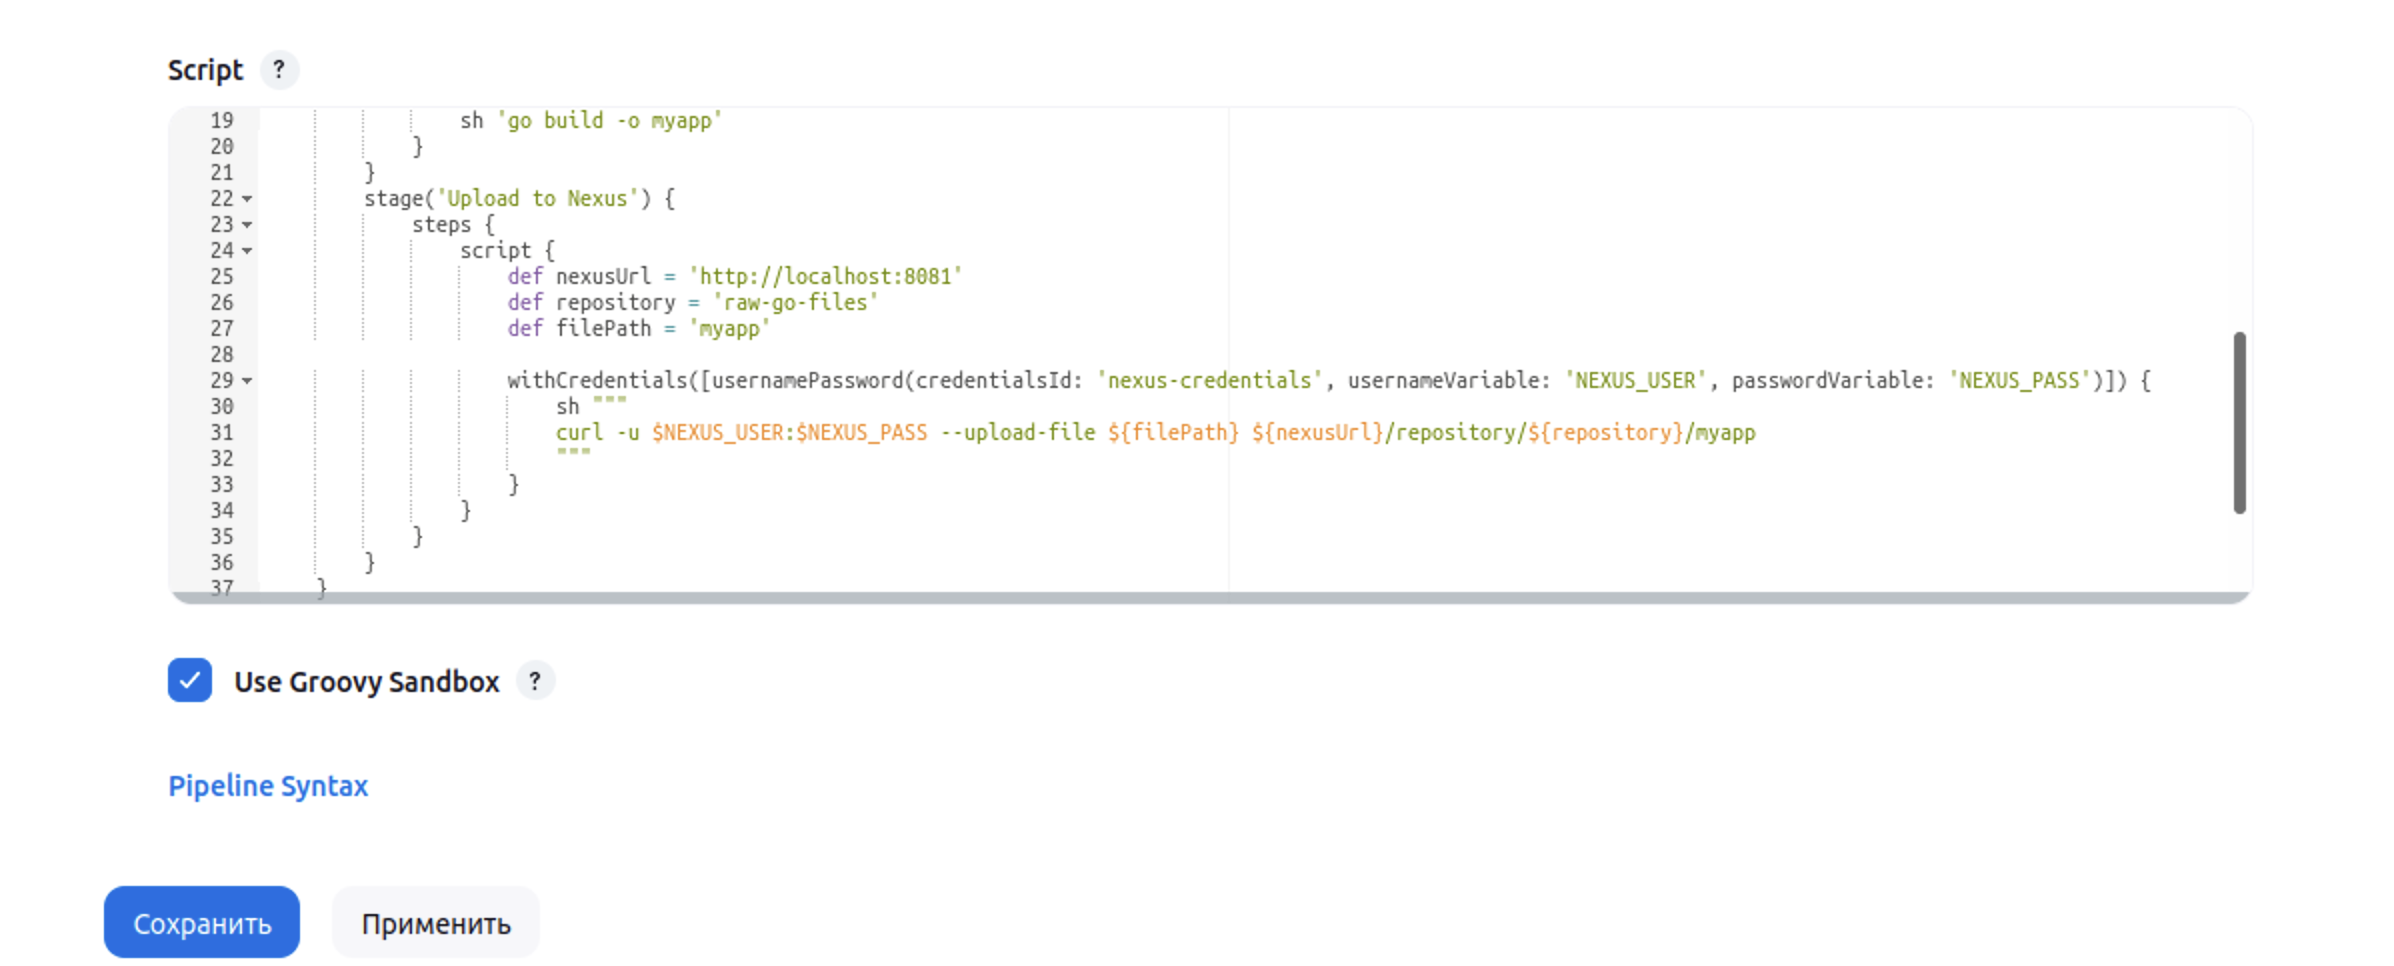 Script ?
19 sh 'go build -o myapp'
20 }
21 }
22 stage('Upload to Nexus') {
23 steps {
24 script {
25 def nexusUrl = 'http://localhost:8081'
26 def repository = 'raw-go-files'
27 def filePath = 'myapp'
28
29 withCredentials([usernamePassword(credentialsId: 'nexus-credentials', usernameVariable: 'NEXUS_USER', passwordVariable: 'NEXUS_PASS')]) {
30 sh """
31 curl -u $NEXUS_USER:$NEXUS_PASS --upload-file ${filePath} ${nexusUrl}/repository/${repository}/myapp
32 """
33 }
34 }
35 }
36 }
37 }
Use Groovy Sandbox ?
Pipeline Syntax
Сохранить Применить